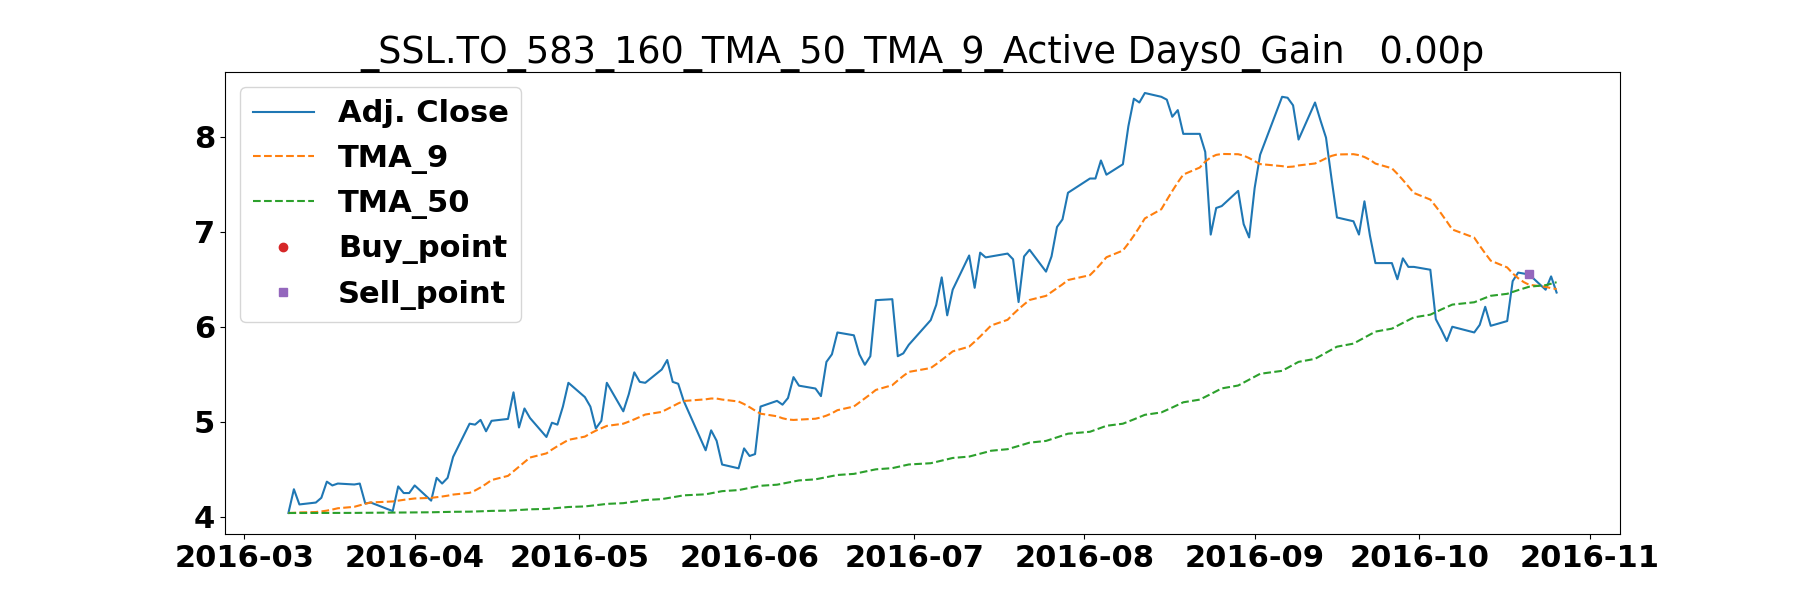 _SSL.TO_583_160_TMA_50_TMA_9_Active Days0_Gain   0.00p
Adj. Close
TMA_9
TMA_50
Buy_point
Sell_point
8
7
6
5
4
2016-03 2016-04 2016-05 2016-06 2016-07 2016-08 2016-09 2016-10 2016-11